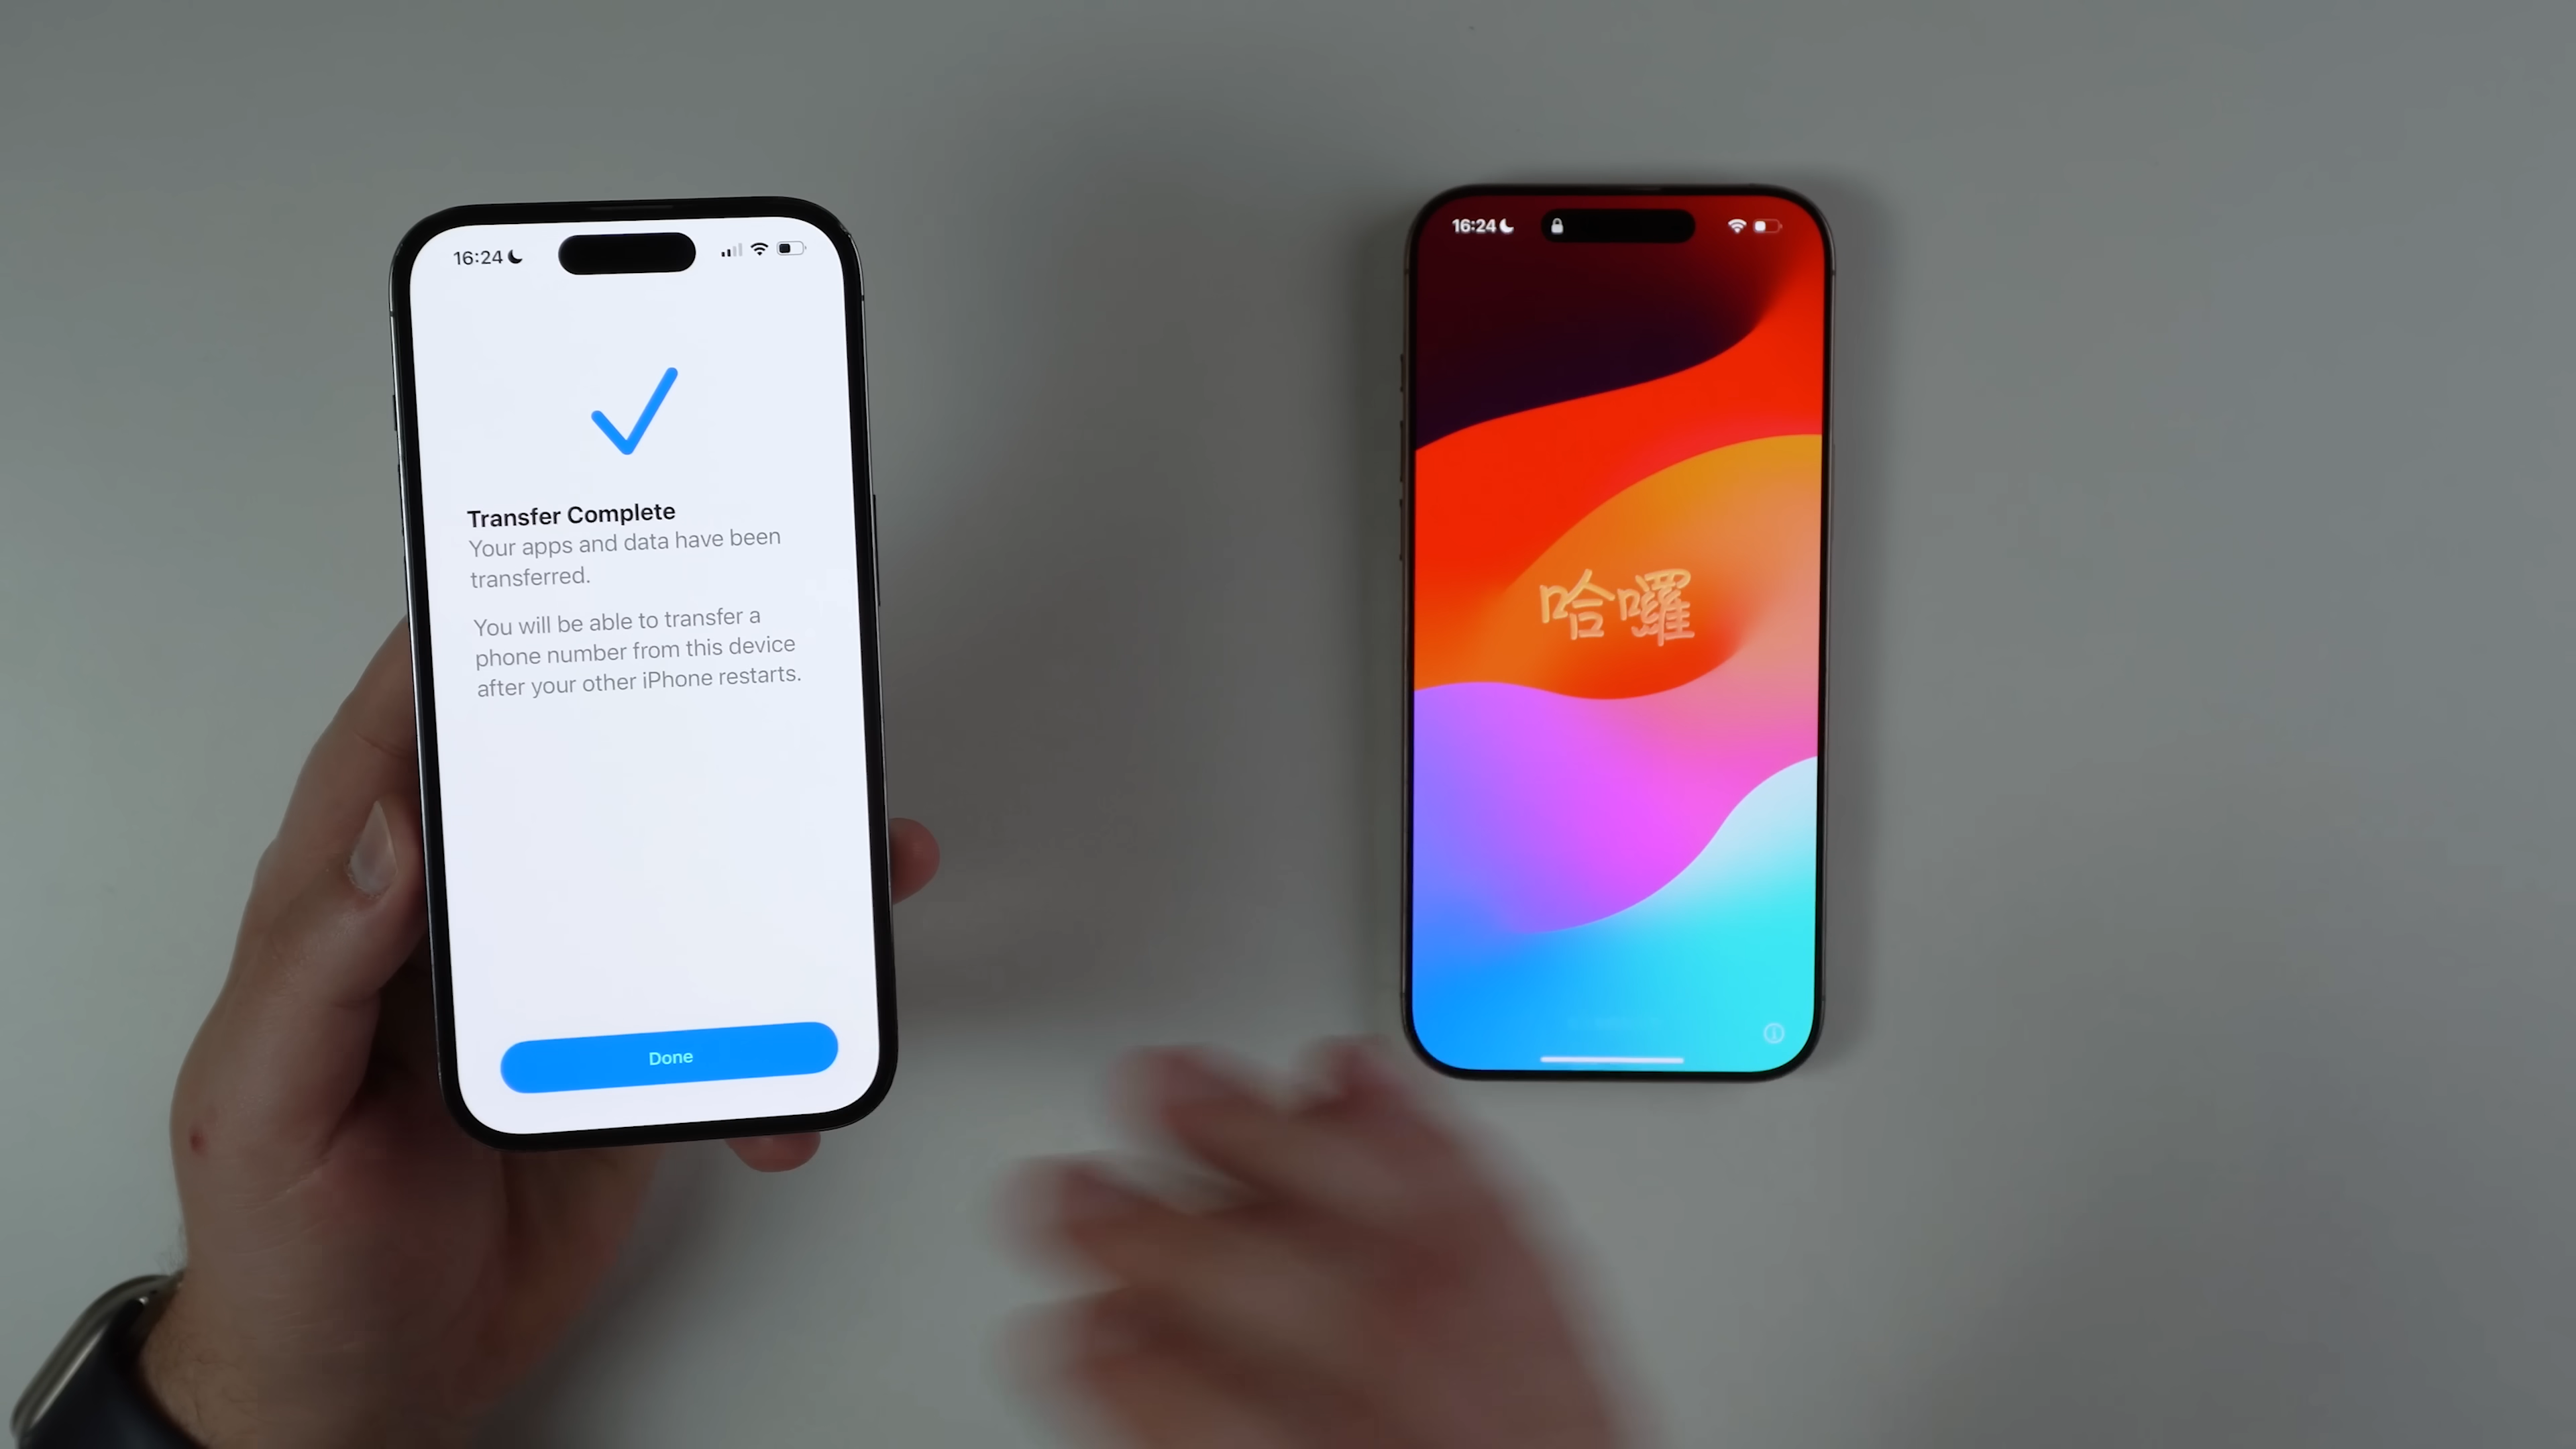 16:24
Transfer Complete
Your apps and data have been
transferred.
You will be able to transfer a
phone number from this device
after your other iPhone restarts.
Done
16:24
哈囉